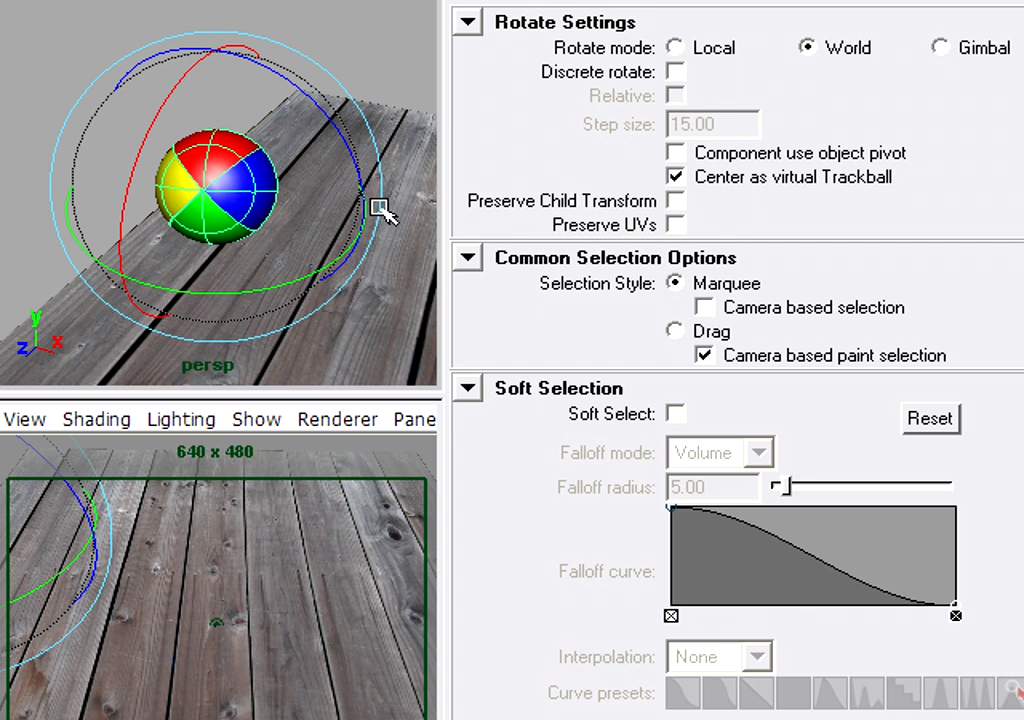 y
z x
persp
View Shading Lighting Show Renderer Pane
640 x 480
Rotate Settings
Rotate mode: Local World Gimbal
Discrete rotate:
Relative:
Step size: 15.00
Component use object pivot
Center as virtual Trackball
Preserve Child Transform
Preserve UVs
Common Selection Options
Selection Style: Marquee
Camera based selection
Drag
Camera based paint selection
Soft Selection
Soft Select: Reset
Falloff mode: Volume
Falloff radius: 5.00
Falloff curve:
Interpolation: None
Curve presets: